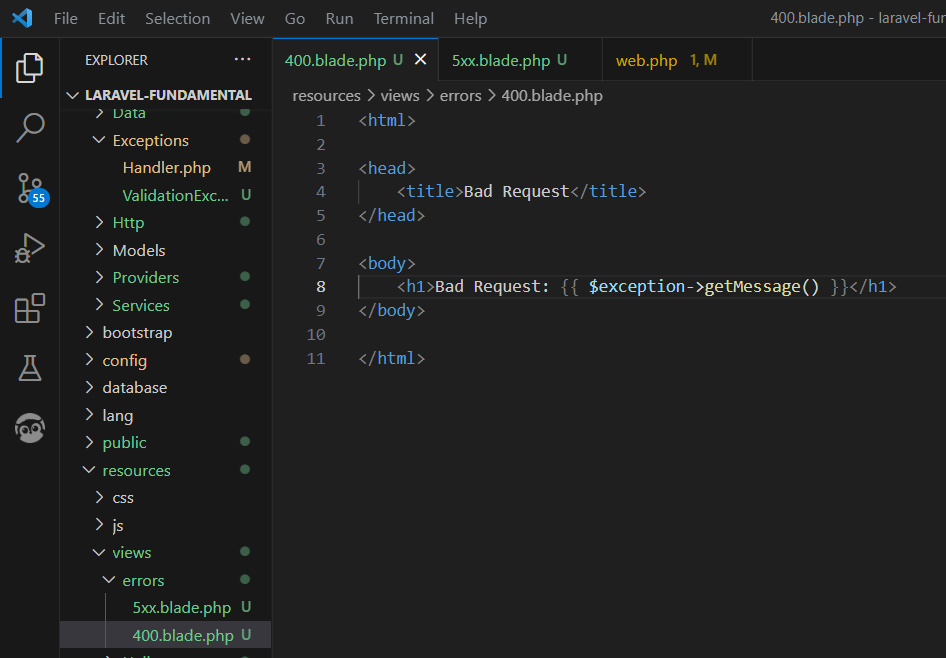 File Edit Selection View Go Run Terminal Help 400.blade.php - laravel-fun
EXPLORER ···
LARAVEL-FUNDAMENTAL
Data
Exceptions
Handler.php M
ValidationExc... U
Http
Models
Providers
Services
bootstrap
config
database
lang
public
resources
css
js
views
errors
5xx.blade.php U
400.blade.php U
55
400.blade.php U 5xx.blade.php U web.php 1, M
resources > views > errors > 400.blade.php
1 <html>
2
3 <head>
4 <title>Bad Request</title>
5 </head>
6
7 <body>
8 <h1>Bad Request: {{ $exception->getMessage() }}</h1>
9 </body>
10
11 </html>